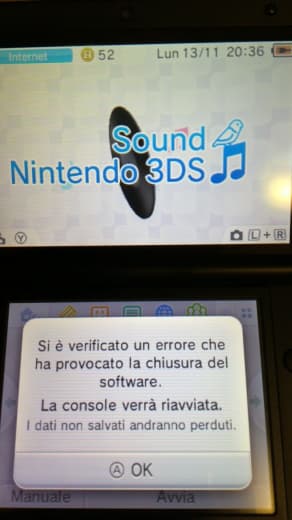 Internet 52 Lun 13/11 20:36
Sound
Nintendo 3DS
Y L+R
Si è verificato un errore che
ha provocato la chiusura del
software.
La console verrà riavviata.
I dati non salvati andranno perduti.
A OK
Manuale Avvia